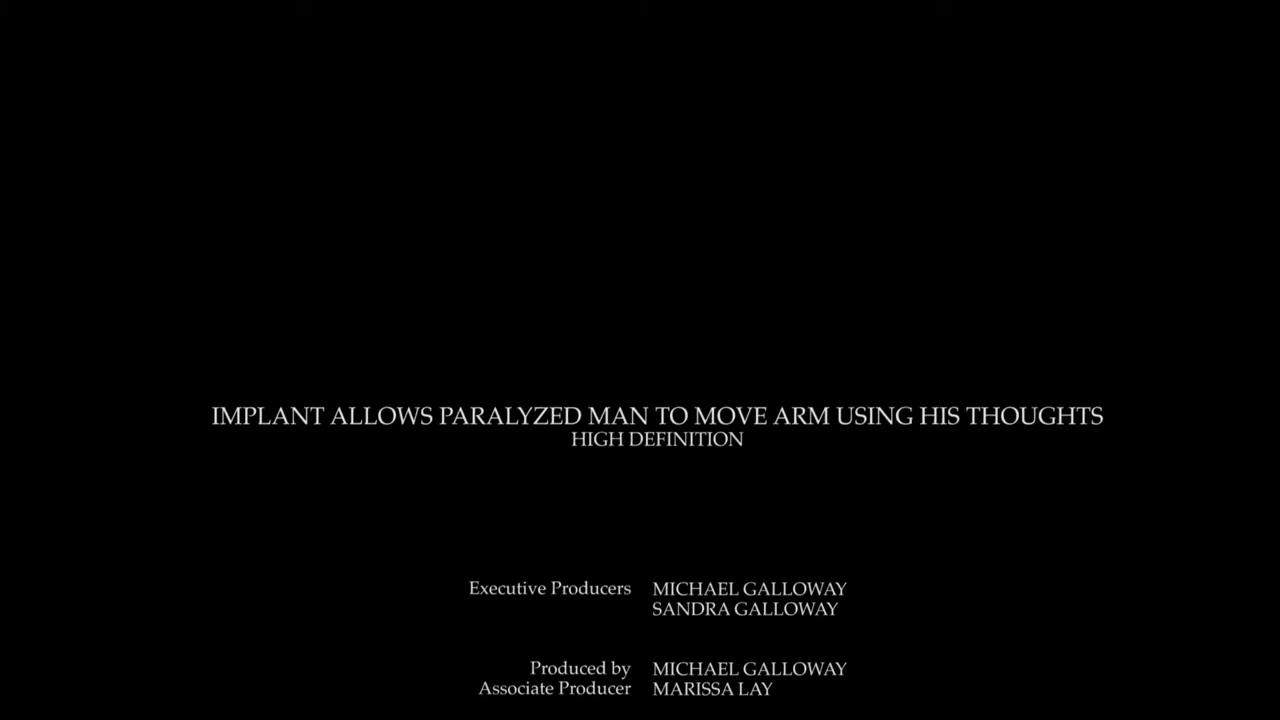 IMPLANT ALLOWS PARALYZED MAN TO MOVE ARM USING HIS THOUGHTS
HIGH DEFINITION
Executive Producers MICHAEL GALLOWAY
SANDRA GALLOWAY
Produced by MICHAEL GALLOWAY
Associate Producer MARISSA LAY